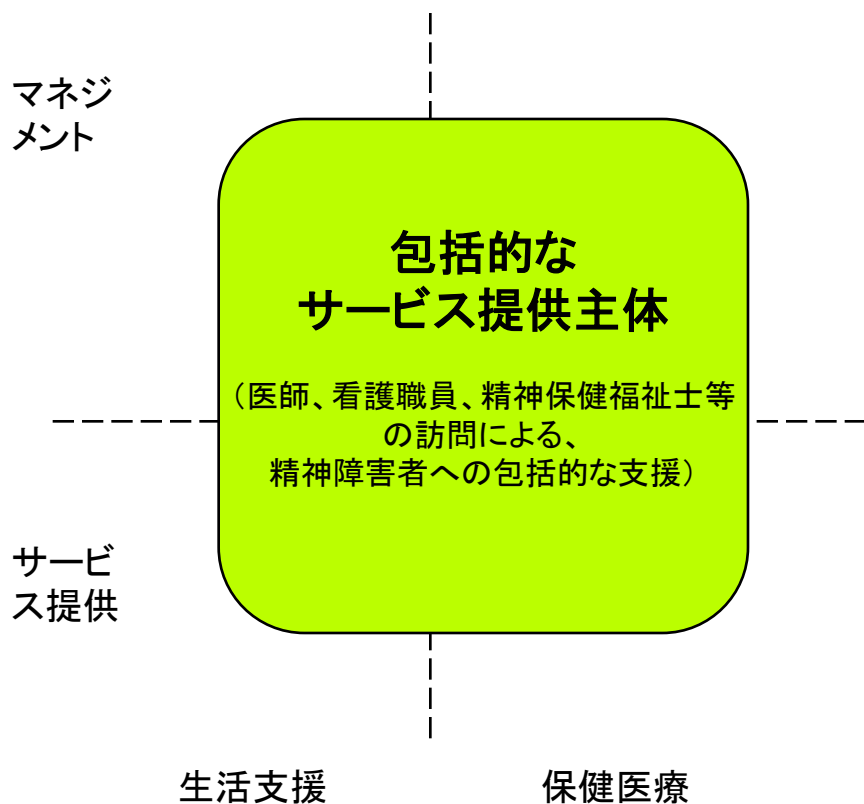 マネジ
メント
包括的な
サービス提供主体
（医師、看護職員、精神保健福祉士等
の訪問による、
精神障害者への包括的な支援）
サービ
ス提供
生活支援
保健医療